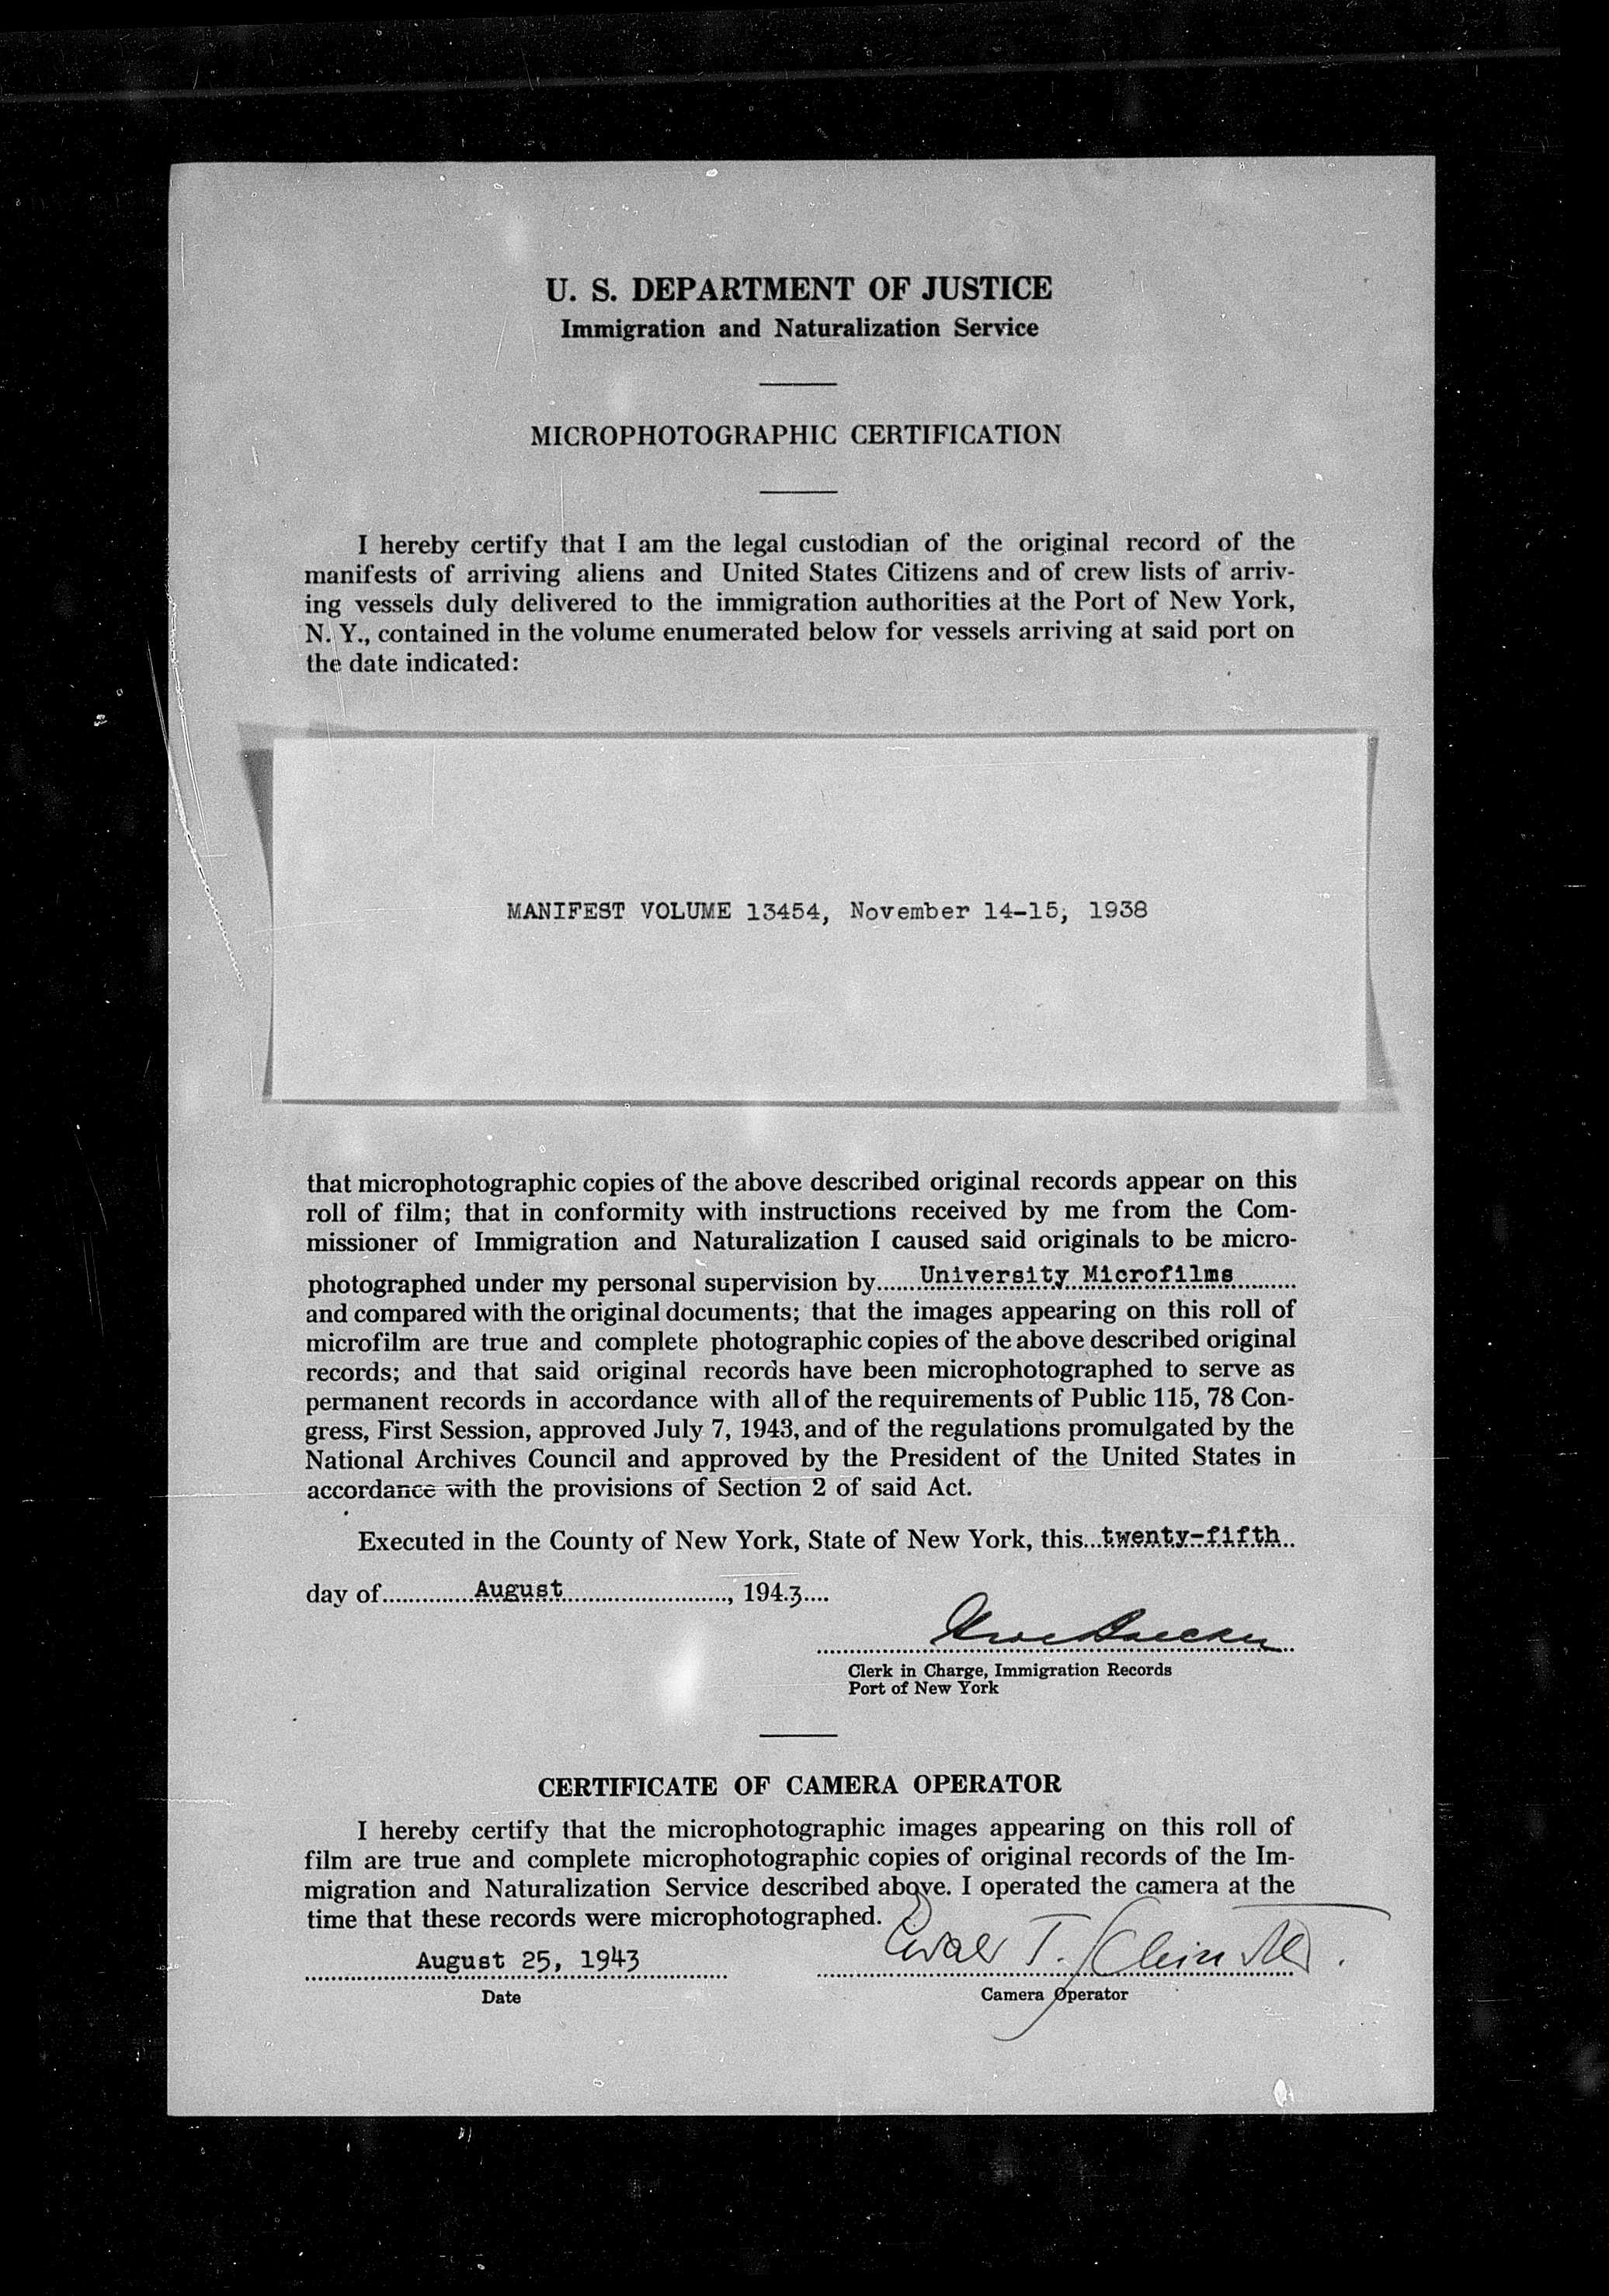 U. S. DEPARTMENT OF JUSTICE
Immigration and Naturalization Service
MICROPHOTOGRAPHIC CERTIFICATION
I hereby certify that I am the legal custodian of the original record of the
manifests of arriving aliens and United States Citizens and of crew lists of arriv-
ing vessels duly delivered to the immigration authorities at the Port of New York,
N. Y., contained in the volume enumerated below for vessels arriving at said port on
the date indicated:
MANIFEST VOLUME 13454, November 14-15, 1938
that microphotographic copies of the above described original records appear on this
roll of film; that in conformity with instructions received by me from the Com-
missioner of Immigration and Naturalization I caused said originals to be micro-
photographed under my personal supervision by University Microfilms
and compared with the original documents; that the images appearing on this roll of
microfilm are true and complete photographic copies of the above described original
records; and that said original records have been microphotographed to serve as
permanent records in accordance with all of the requirements of Public 115, 78 Con-
gress, First Session, approved July 7, 1943, and of the regulations promulgated by the
National Archives Council and approved by the President of the United States in
accordance with the provisions of Section 2 of said Act.
Executed in the County of New York, State of New York, this twenty-fifth
day of August, 1943
Clerk in Charge, Immigration Records
Port of New York
CERTIFICATE OF CAMERA OPERATOR
I hereby certify that the microphotographic images appearing on this roll of
film are true and complete microphotographic copies of original records of the Im-
migration and Naturalization Service described above. I operated the camera at the
time that these records were microphotographed.
August 25, 1943
Date
Camera Operator